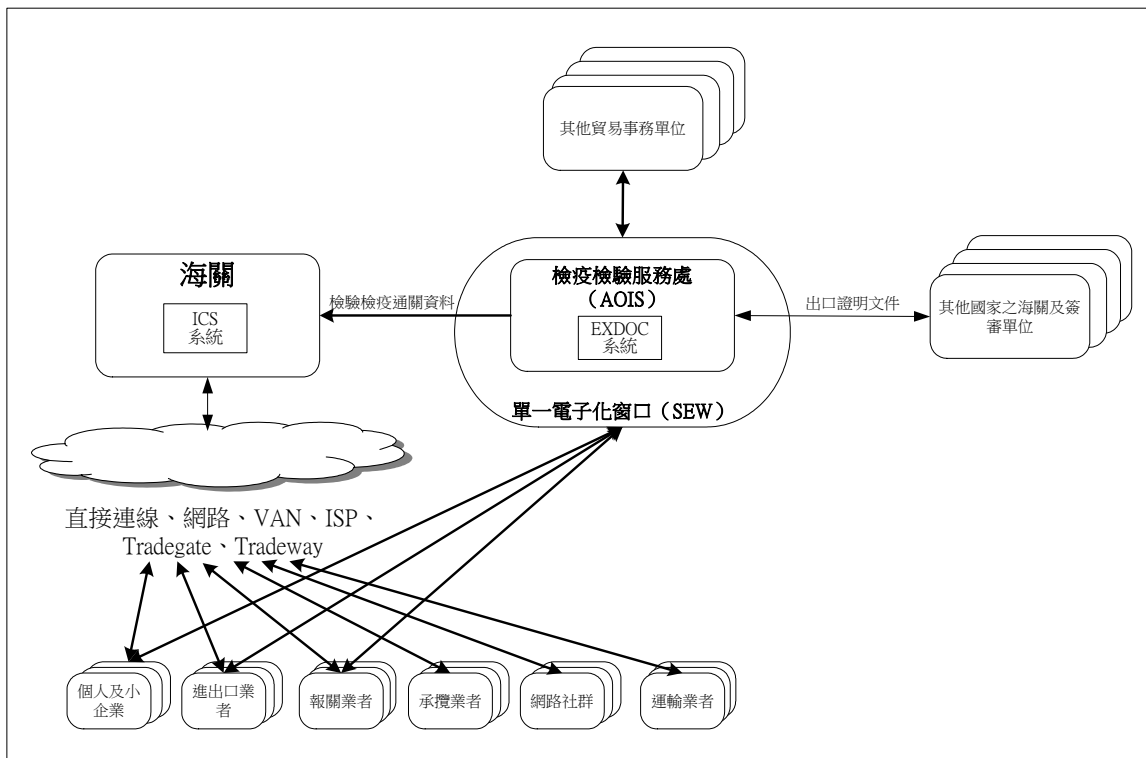 其他貿易事務單位
海關
ICS
系統
檢驗檢疫通關資料
檢疫檢驗服務處
（AOIS）
EXDOC
系統
單一電子化窗口（SEW）
出口證明文件
其他國家之海關及簽
審單位
直接連線、網路、VAN、ISP、
Tradegate、Tradeway
個人及小
企業
進出口業
者
報關業者
承攬業者
網路社群
運輸業者